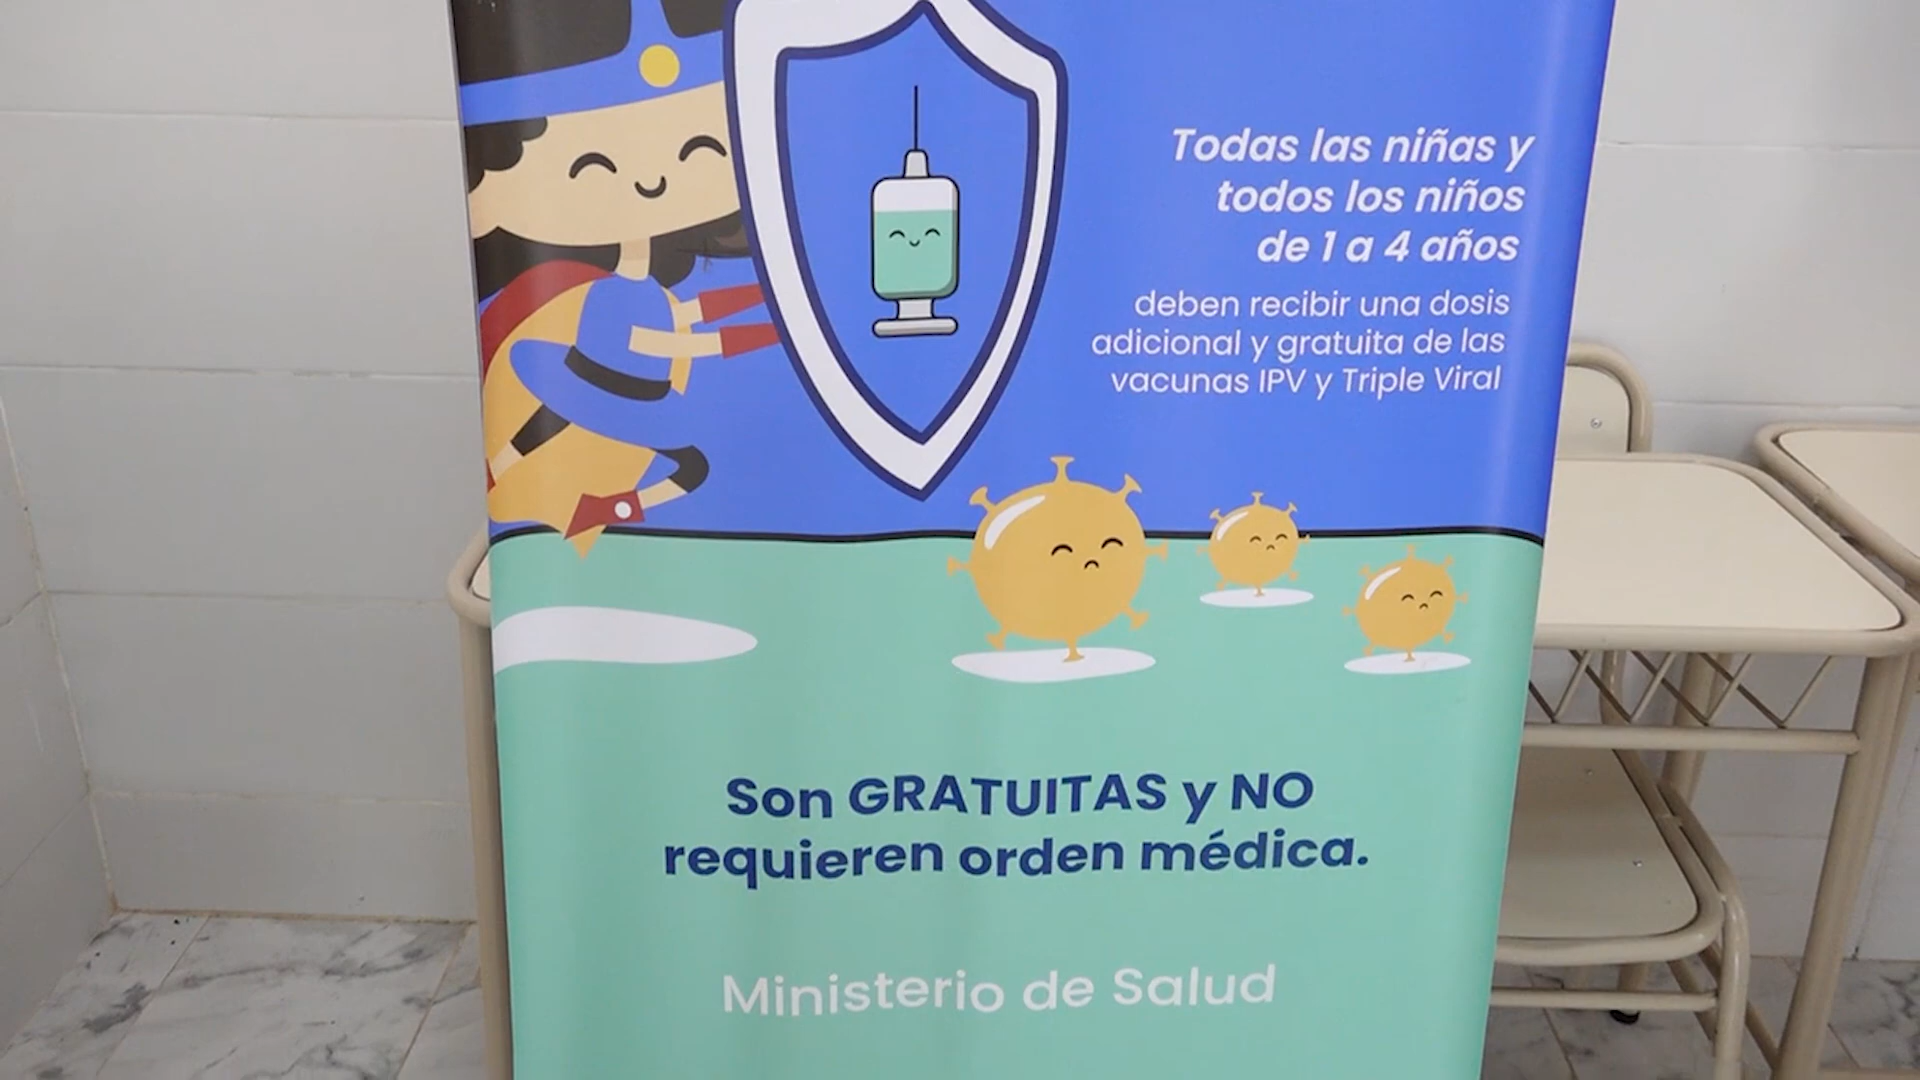 Todas las niñas y
todos los niños
de 1 a 4 años
deben recibir una dosis
adicional y gratuita de las
vacunas IPV y Triple Viral
Son GRATUITAS y NO
requieren orden médica.
Ministerio de Salud